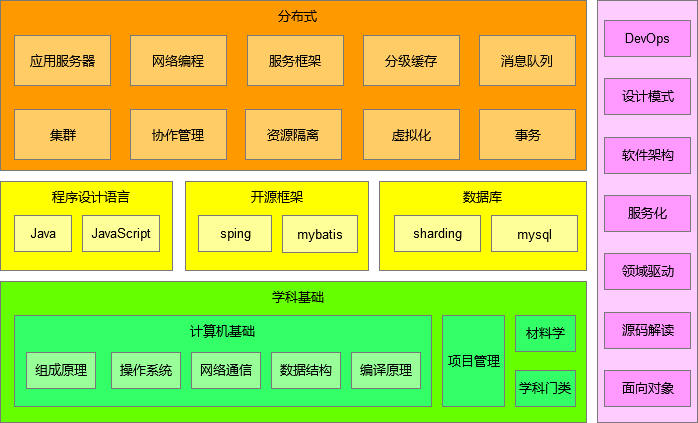 分布式
应用服务器
网络编程
服务框架
分级缓存
消息队列
集群
协作管理
资源隔离
虚拟化
事务
程序设计语言
Java
JavaScript
开源框架
sping
mybatis
数据库
sharding
mysql
学科基础
计算机基础
组成原理
操作系统
网络通信
数据结构
编译原理
项目管理
材料学
学科门类
DevOps
设计模式
软件架构
服务化
领域驱动
源码解读
面向对象